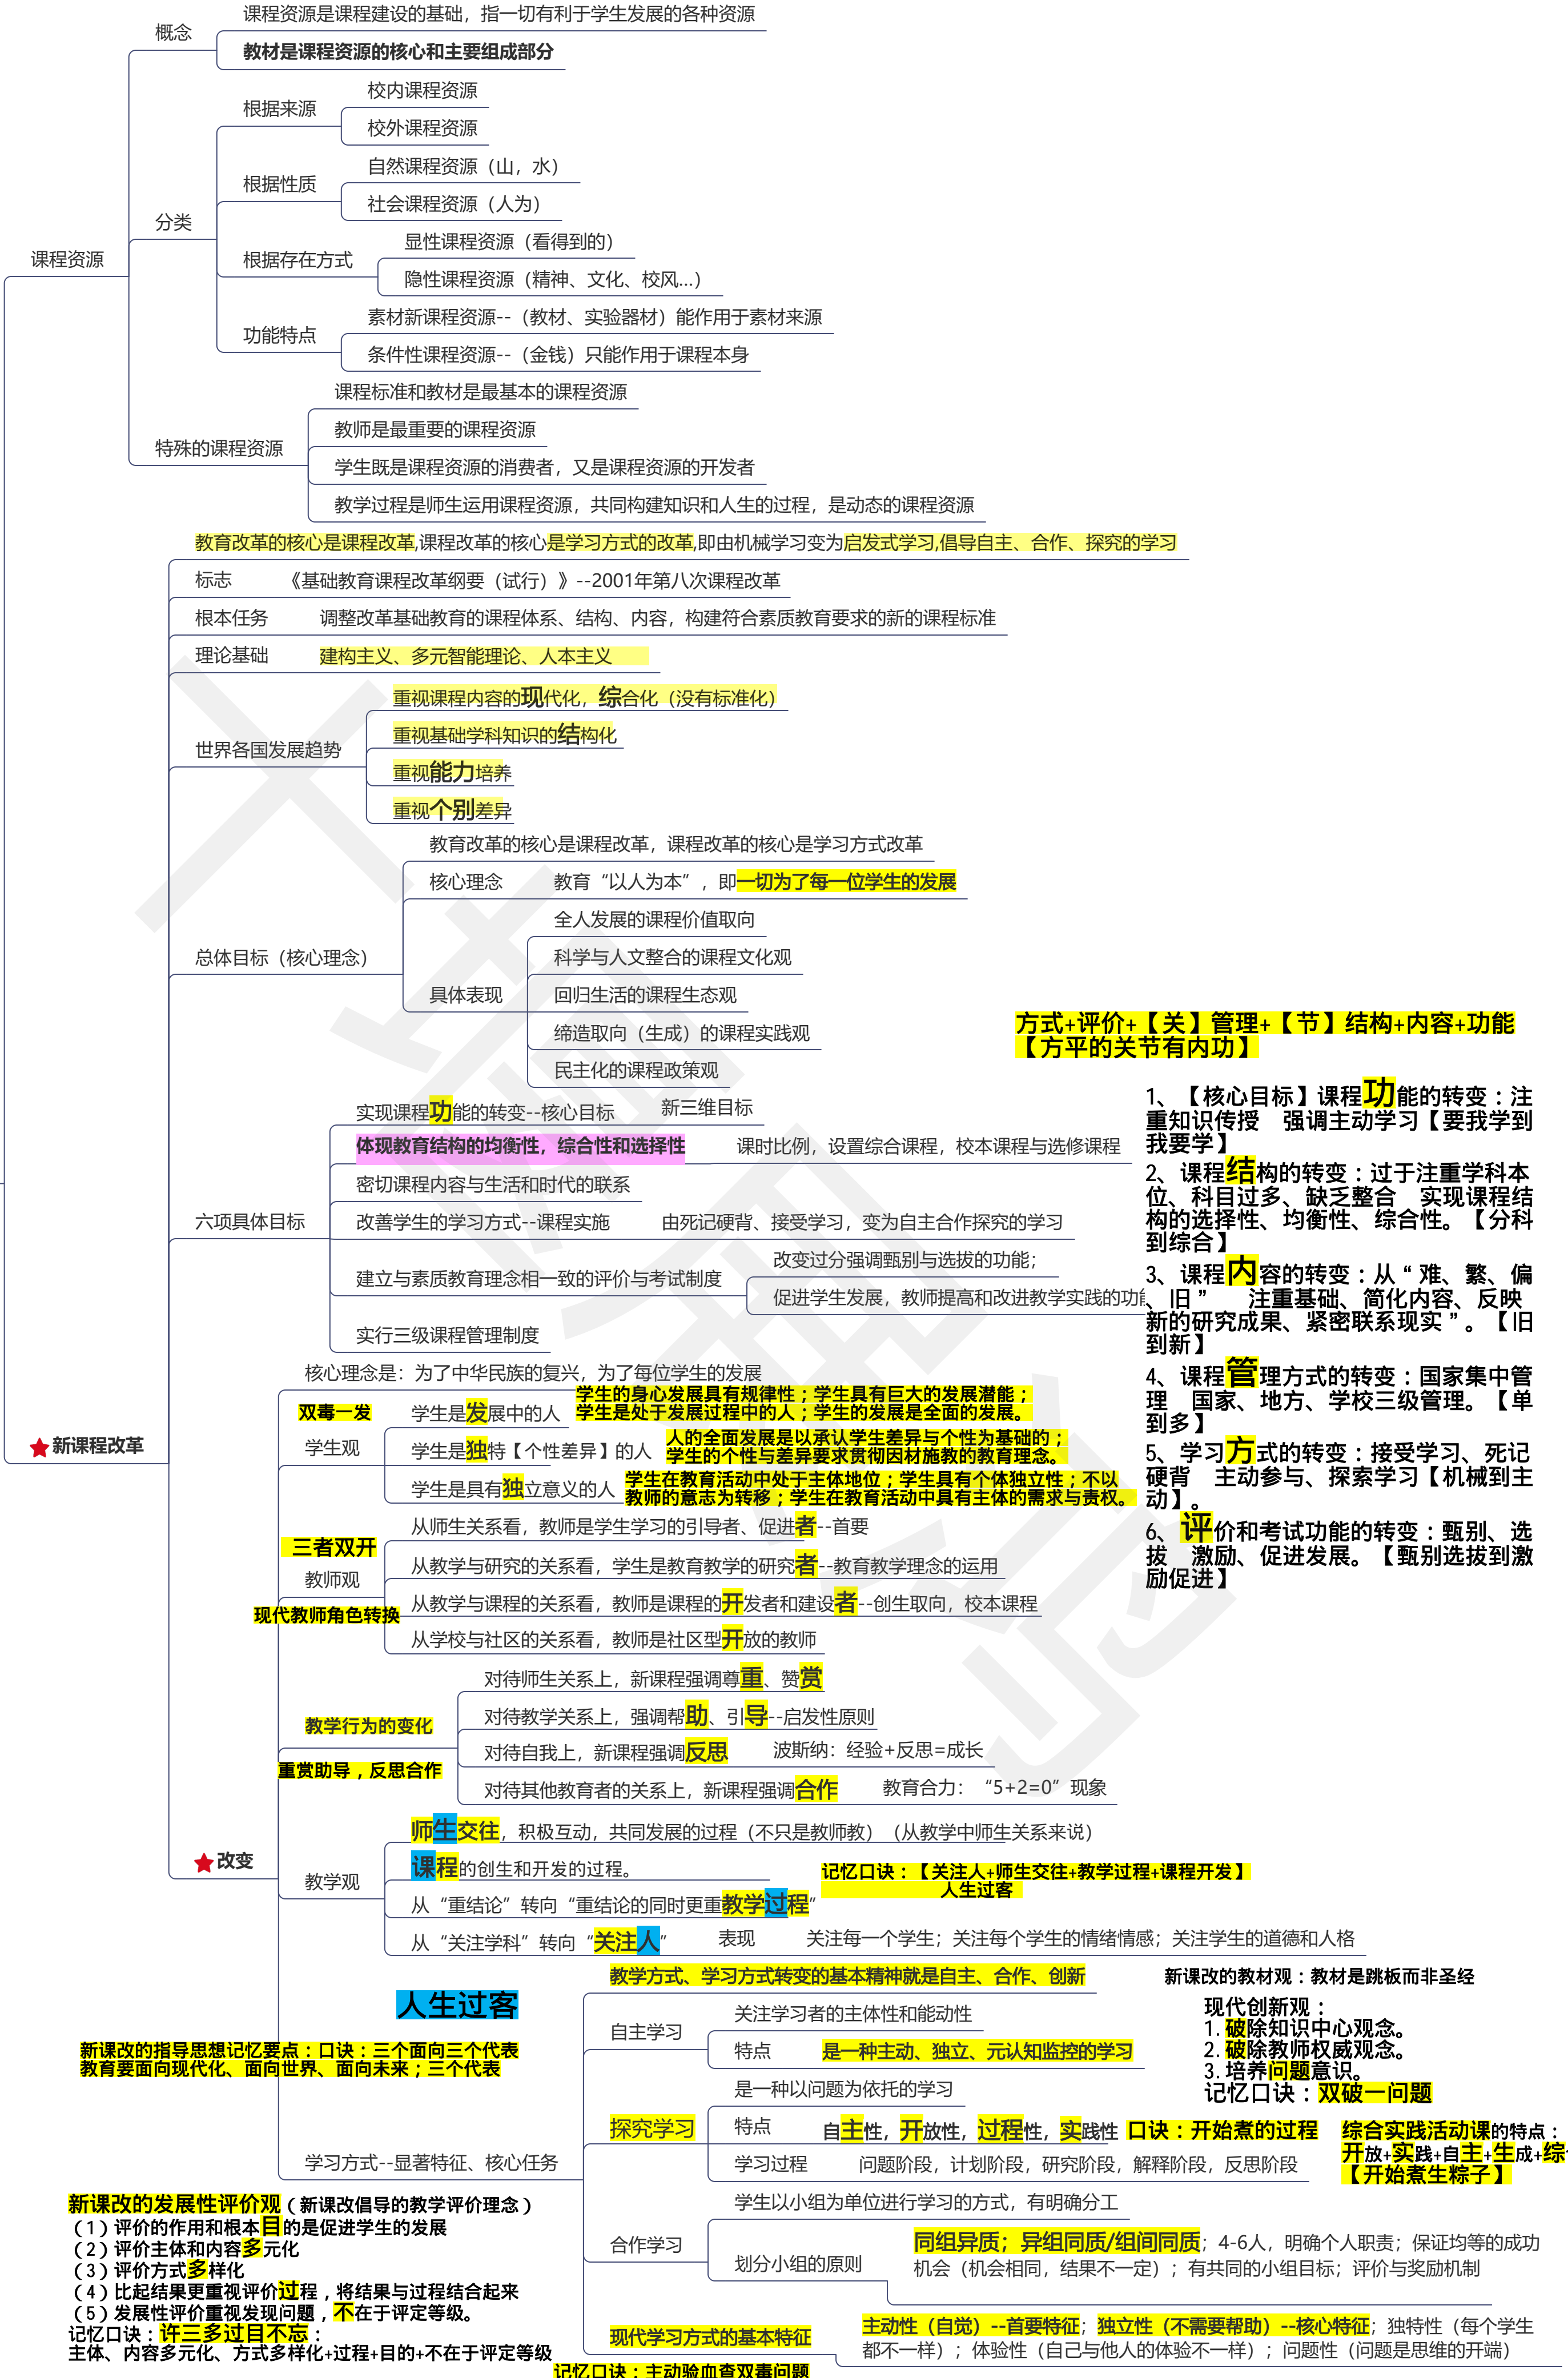 课程资源
概念
课程资源是课程建设的基础，指一切有利于学生发展的各种资源
教材是课程资源的核心和主要组成部分
分类
根据来源
校内课程资源
校外课程资源
根据性质
自然课程资源（山，水）
社会课程资源（人为）
根据存在方式
显性课程资源（看得到的）
隐性课程资源（精神、文化、校风...）
功能特点
素材新课程资源--（教材、实验器材）能作用于素材来源
条件性课程资源--（金钱）只能作用于课程本身
特殊的课程资源
课程标准和教材是最基本的课程资源
教师是最重要的课程资源
学生既是课程资源的消费者，又是课程资源的开发者
教学过程是师生运用课程资源，共同构建知识和人生的过程，是动态的课程资源
新课程改革
教育改革的核心是课程改革,课程改革的核心是学习方式的改革,即由机械学习变为启发式学习,倡导自主、合作、探究的学习
标志
《基础教育课程改革纲要（试行）》--2001年第八次课程改革
根本任务
调整改革基础教育的课程体系、结构、内容，构建符合素质教育要求的新的课程标准
理论基础
建构主义、多元智能理论、人本主义
世界各国发展趋势
重视课程内容的现代化，综合化（没有标准化）
重视基础学科知识的结构化
重视能力培养
重视个别差异
总体目标（核心理念）
教育改革的核心是课程改革，课程改革的核心是学习方式改革
核心理念
教育“以人为本”，即一切为了每一位学生的发展
具体表现
全人发展的课程价值取向
科学与人文整合的课程文化观
回归生活的课程生态观
缔造取向（生成）的课程实践观
民主化的课程政策观
方式+评价+【关】管理+【节】结构+内容+功能
【方平的关节有内功】
六项具体目标
实现课程功能的转变--核心目标
新三维目标
体现教育结构的均衡性，综合性和选择性
课时比例，设置综合课程，校本课程与选修课程
密切课程内容与生活和时代的联系
改善学生的学习方式--课程实施
由死记硬背、接受学习，变为自主合作探究的学习
建立与素质教育理念相一致的评价与考试制度
改变过分强调甄别与选拔的功能；
促进学生发展，教师提高和改进教学实践的功
实行三级课程管理制度
1、【核心目标】课程功能的转变：注
重知识传授 强调主动学习【要我学到
我要学】
2、课程结构的转变：过于注重学科本
位、科目过多、缺乏整合 实现课程结
构的选择性、均衡性、综合性。【分科
到综合】
3、课程内容的转变：从“难、繁、偏
、旧” 注重基础、简化内容、反映
新的研究成果、紧密联系现实”。【旧
到新】
4、课程管理方式的转变：国家集中管
理 国家、地方、学校三级管理。【单
到多】
5、学习方式的转变：接受学习、死记
硬背 主动参与、探索学习【机械到主
动】。
6、评价和考试功能的转变：甄别、选
拔 激励、促进发展。【甄别选拔到激
励促进】
改变
核心理念是：为了中华民族的复兴，为了每位学生的发展
双毒一发
学生观
学生是发展中的人
学生的身心发展具有规律性；学生具有巨大的发展潜能；
学生是处于发展过程中的人；学生的发展是全面的发展。
学生是独特【个性差异】的人
人的全面发展是以承认学生差异与个性为基础的；
学生的个性与差异要求贯彻因材施教的教育理念。
学生是具有独立意义的人
学生在教育活动中处于主体地位；学生具有个体独立性；不以
教师的意志为转移；学生在教育活动中具有主体的需求与责权。
三者双开
教师观
现代教师角色转换
从师生关系看，教师是学生学习的引导者、促进者--首要
从教学与研究的关系看，学生是教育教学的研究者--教育教学理念的运用
从教学与课程的关系看，教师是课程的开发者和建设者--创生取向，校本课程
从学校与社区的关系看，教师是社区型开放的教师
教学行为的变化
重赏助导，反思合作
对待师生关系上，新课程强调尊重、赞赏
对待教学关系上，强调帮助、引导--启发性原则
对待自我上，新课程强调反思
波斯纳：经验+反思=成长
对待其他教育者的关系上，新课程强调合作
教育合力：“5+2=0”现象
教学观
师生交往，积极互动，共同发展的过程（不只是教师教）（从教学中师生关系来说）
课程的创生和开发的过程。
从“重结论”转向“重结论的同时更重教学过程”
从“关注学科”转向“关注人”
表现
关注每一个学生；关注每个学生的情绪情感；关注学生的道德和人格
记忆口诀：【关注人+师生交往+教学过程+课程开发】
人生过客
人生过客
新课改的指导思想记忆要点：口诀：三个面向三个代表
教育要面向现代化、面向世界、面向未来；三个代表
学习方式--显著特征、核心任务
教学方式、学习方式转变的基本精神就是自主、合作、创新
自主学习
关注学习者的主体性和能动性
特点
是一种主动、独立、元认知监控的学习
新课改的教材观：教材是跳板而非圣经
现代创新观：
1.破除知识中心观念。
2.破除教师权威观念。
3.培养问题意识。
记忆口诀：双破一问题
探究学习
是一种以问题为依托的学习
特点
自主性，开放性，过程性，实践性
口诀：开始煮的过程
学习过程
问题阶段，计划阶段，研究阶段，解释阶段，反思阶段
综合实践活动课的特点：
开放+实践+自主+生成+综
【开始煮生粽子】
合作学习
学生以小组为单位进行学习的方式，有明确分工
划分小组的原则
同组异质；异组同质/组间同质；4-6人，明确个人职责；保证均等的成功
机会（机会相同，结果不一定）；有共同的小组目标；评价与奖励机制
现代学习方式的基本特征
主动性（自觉）--首要特征；独立性（不需要帮助）--核心特征；独特性（每个学生
都不一样）；体验性（自己与他人的体验不一样）；问题性（问题是思维的开端）
新课改的发展性评价观（新课改倡导的教学评价理念）
（1）评价的作用和根本目的是促进学生的发展
（2）评价主体和内容多元化
（3）评价方式多样化
（4）比起结果更重视评价过程，将结果与过程结合起来
（5）发展性评价重视发现问题，不在于评定等级。
记忆口诀：许三多过目不忘：
主体、内容多元化、方式多样化+过程+目的+不在于评定等级
记忆口诀：主动验血查双毒问题